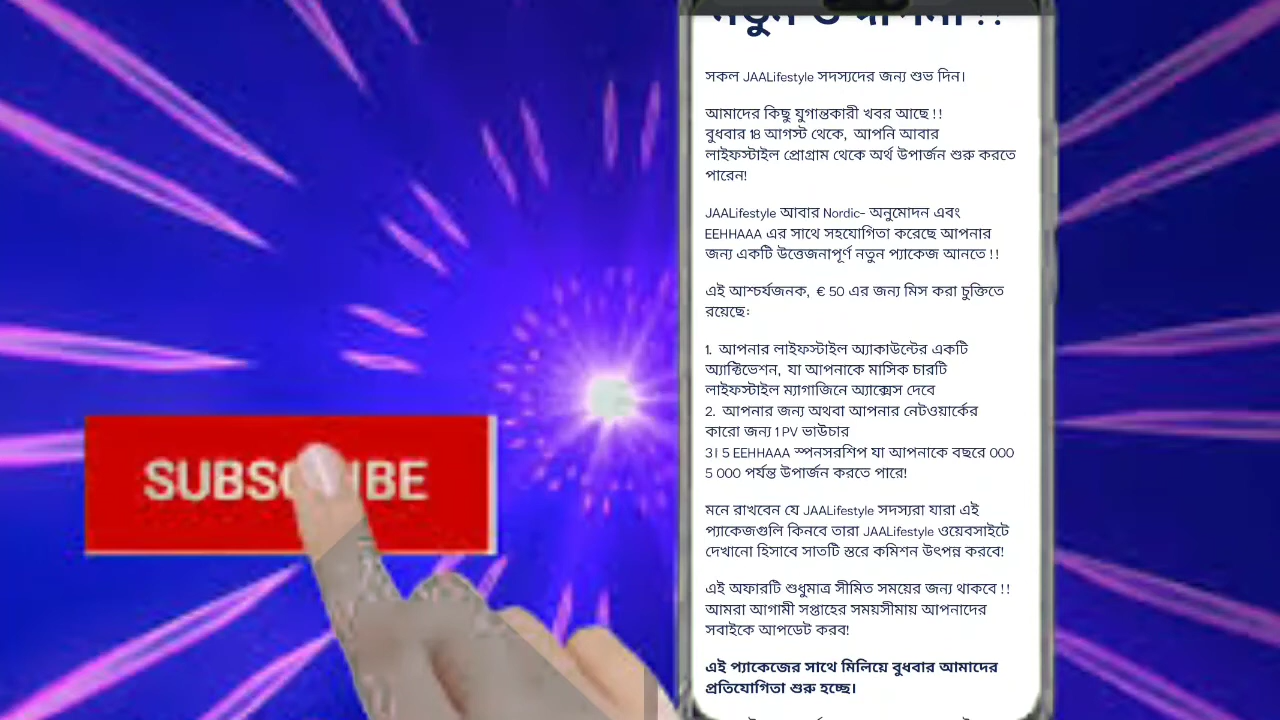 SUBSCRIBE
নতুন
সকল JAALifestyle সদস্যদের জন্য শুভ দিন।
আমাদের কিছু যুগান্তকারী খবর আছে !!
বুধবার 18 আগস্ট থেকে, আপনি আবার
লাইফস্টাইল প্রোগ্রাম থেকে অর্থ উপার্জন শুরু করতে
পারেন!
JAALifestyle আবার Nordic- অনুমোদন এবং
EEHHAAA এর সাথে সহযোগিতা করেছে আপনার
জন্য একটি উত্তেজনাপূর্ণ নতুন প্যাকেজ আনতে !!
এই আশ্চর্যজনক, € 50 এর জন্য মিস করা চুক্তিতে
রয়েছে:
1. আপনার লাইফস্টাইল অ্যাকাউন্টের একটি
অ্যাক্টিভেশন, যা আপনাকে মাসিক চারটি
লাইফস্টাইল ম্যাগাজিনে অ্যাক্সেস দেবে
2. আপনার জন্য অথবা আপনার নেটওয়ার্কের
কারো জন্য 1 PV ভাউচার
3। 5 EEHHAAA স্পনসরশিপ যা আপনাকে বছরে 000
5 000 পর্যন্ত উপার্জন করতে পারে!
মনে রাখবেন যে JAALifestyle সদস্যরা যারা এই
প্যাকেজগুলি কিনবে তারা JAALifestyle ওয়েবসাইটে
দেখানো হিসাবে সাতটি স্তরে কমিশন উৎপন্ন করবে!
এই অফারটি শুধুমাত্র সীমিত সময়ের জন্য থাকবে !!
আমরা আগামী সপ্তাহের সময়সীমায় আপনাদের
সবাইকে আপডেট করব!
এই প্যাকেজের সাথে মিলিয়ে বুধবার আমাদের
প্রতিযোগিতা শুরু হচ্ছে।